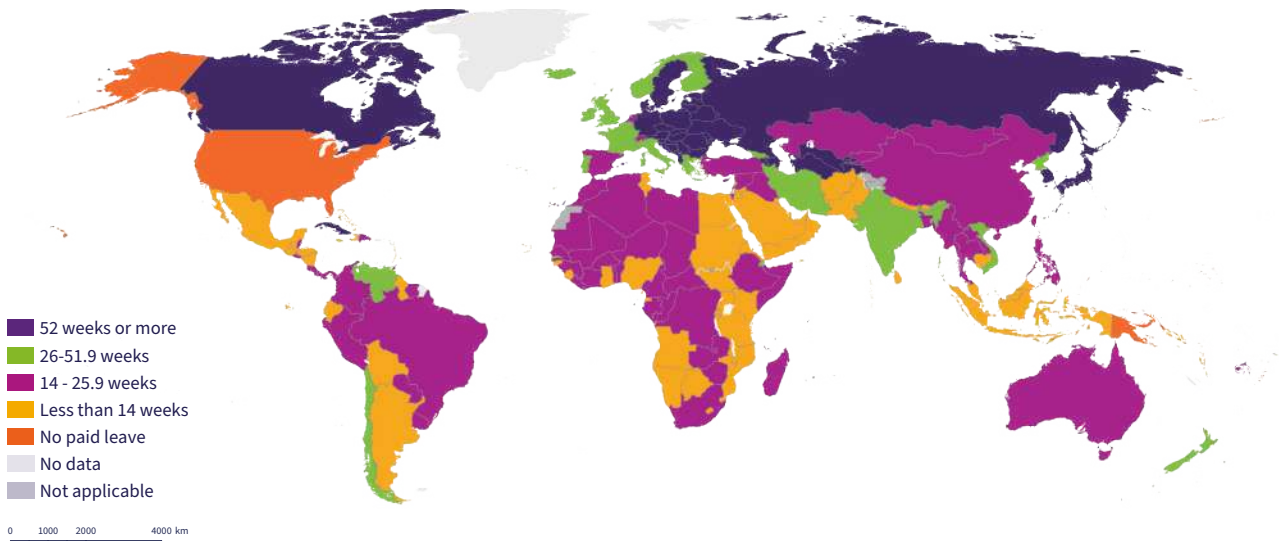 52 weeks or more
26-51.9 weeks
14 - 25.9 weeks
Less than 14 weeks
No paid leave
No data
Not applicable
0 1000 2000 4000 km